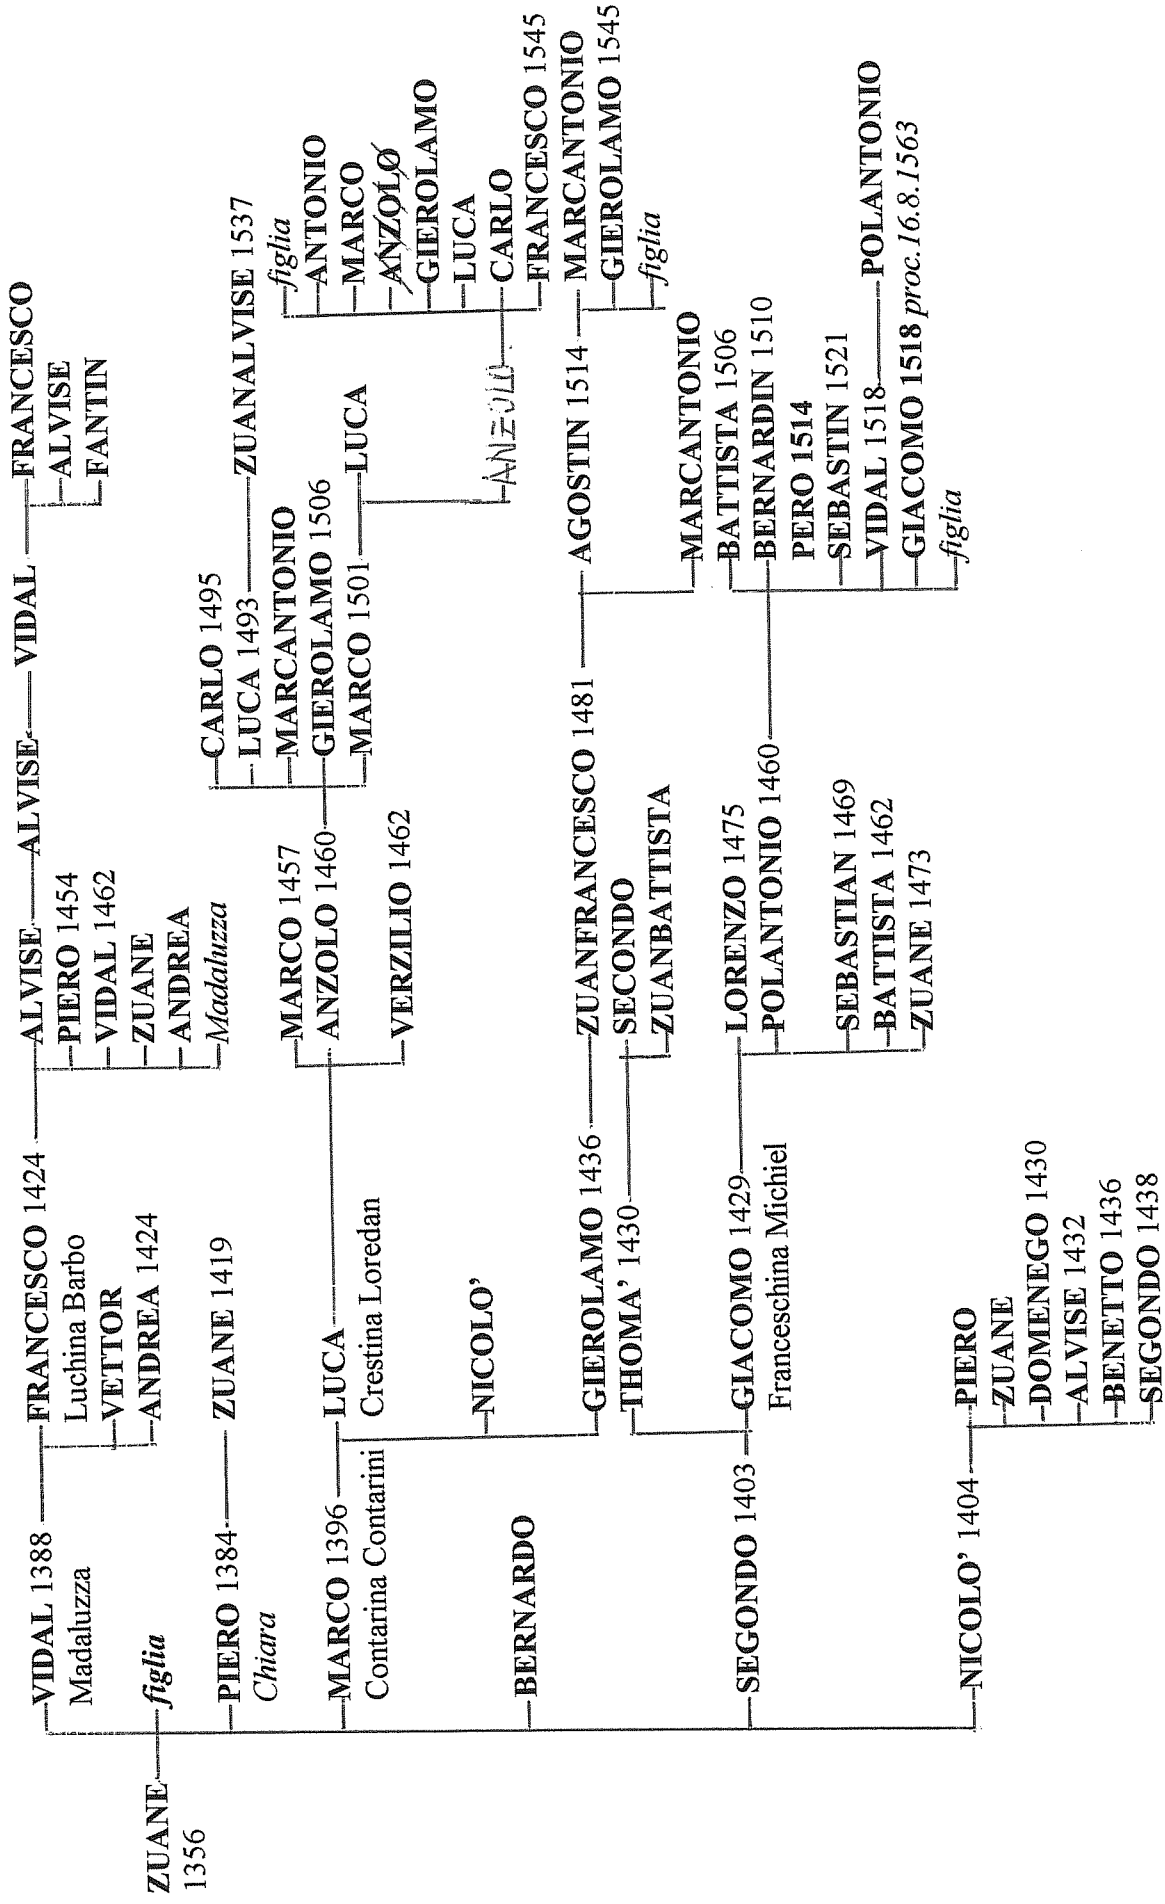 ZUANE
1356
VIDAL 1388
Madaluzza
figlia
PIERO 1384
Chiara
MARCO 1396
Contarina Contarini
BERNARDO
SEGONDO 1403
NICOLO' 1404
FRANCESCO 1424
Luchina Barbo
VETTOR
ANDREA 1424
ZUANE 1419
LUCA
Crestina Loredan
NICOLO'
GIEROLAMO 1436
THOMA' 1430
GIACOMO 1429
Franceschina Michiel
PIERO
ZUANE
DOMENEGO 1430
ALVISE 1432
BENETTO 1436
SEGONDO 1438
ALVISE
PIERO 1454
VIDAL 1462
ZUANE
ANDREA
Madaluzza
MARCO 1457
ANZOLO 1460
VERZILIO 1462
ZUANFRANCESCO 1481
SECONDO
ZUANBATTISTA
LORENZO 1475
POLANTONIO 1460
SEBASTIAN 1469
BATTISTA 1462
ZUANE 1473
ALVISE
VIDAL
CARLO 1495
LUCA 1493
MARCANTONIO
GIEROLAMO 1506
MARCO 1501
AGOSTIN 1514
MARCANTONIO
BATTISTA 1506
BERNARDIN 1510
PERO 1514
SEBASTIN 1521
VIDAL 1518
GIACOMO 1518 proc.16.8.1563
figlia
FRANCESCO
ALVISE
FANTIN
ZUANALVISE 1537
LUCA
ANZOLO
figlia
ANTONIO
MARCO
ANZOLO
GIEROLAMO
LUCA
CARLO
FRANCESCO 1545
MARCANTONIO
GIEROLAMO 1545
figlia
POLANTONIO